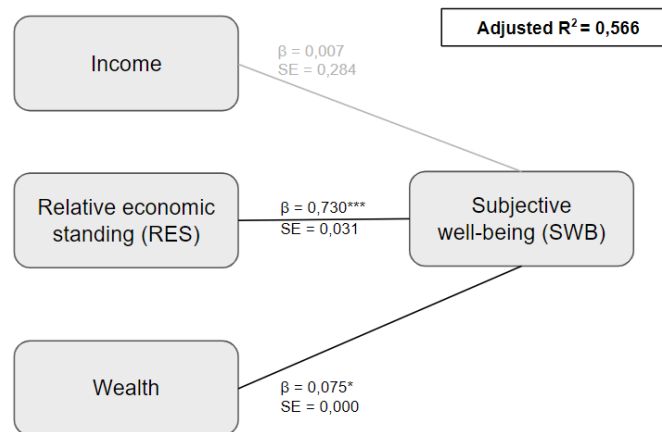 Adjusted R² = 0,566
Income
β = 0,007
SE = 0,284
Relative economic
standing (RES)
β = 0,730***
SE = 0,031
Subjective
well-being (SWB)
Wealth
β = 0,075*
SE = 0,000